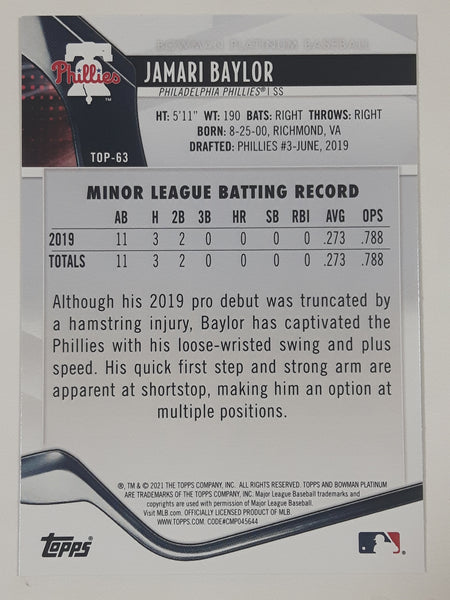 BOWMAN PLATINUM BASEBALL
Phillies TM
JAMARI BAYLOR
PHILADELPHIA PHILLIES® | SS
HT: 5'11" WT: 190 BATS: RIGHT THROWS: RIGHT
BORN: 8-25-00, RICHMOND, VA
DRAFTED: PHILLIES #3-JUNE, 2019
TOP-63
MINOR LEAGUE BATTING RECORD
AB H 2B 3B HR SB RBI AVG OPS
2019 11 3 2 0 0 0 0 .273 .788
TOTALS 11 3 2 0 0 0 0 .273 .788
Although his 2019 pro debut was truncated by
a hamstring injury, Baylor has captivated the
Phillies with his loose-wristed swing and plus
speed. His quick first step and strong arm are
apparent at shortstop, making him an option at
multiple positions.
®, TM & © 2021 THE TOPPS COMPANY, INC. ALL RIGHTS RESERVED. TOPPS AND BOWMAN PLATINUM
ARE TRADEMARKS OF THE TOPPS COMPANY, INC. Major League Baseball trademarks and
copyrights are used with permission of Major League Baseball.
Visit MLB.com. OFFICIALLY LICENSED PRODUCT OF MLB.
WWW.TOPPS.COM. CODE#CMP045644
TOPPS